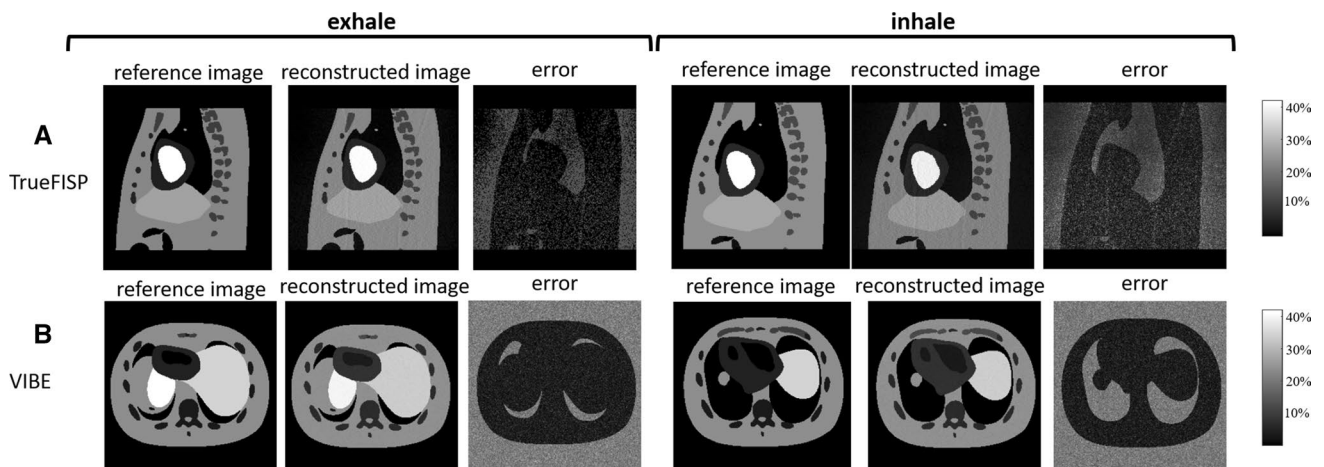 exhale
inhale
reference image
reconstructed image
error
reference image
reconstructed image
error
A
TrueFISP
40%
30%
20%
10%
reference image
reconstructed image
error
reference image
reconstructed image
error
B
VIBE
40%
30%
20%
10%